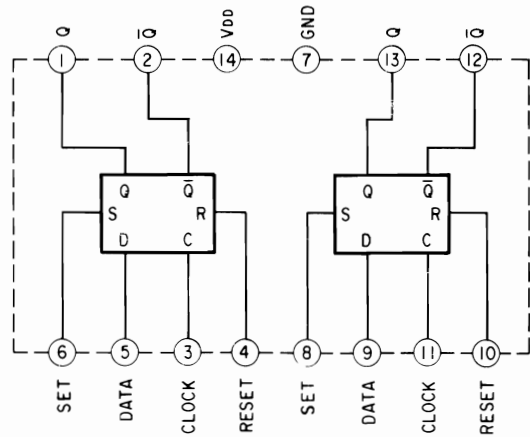 Q Q̅ VDD GND Q Q̅
1 2 14 7 13 12
Q Q̅ Q Q̅
S R S R
D C D C
6 5 3 4 8 9 11 10
SET DATA CLOCK RESET SET DATA CLOCK RESET